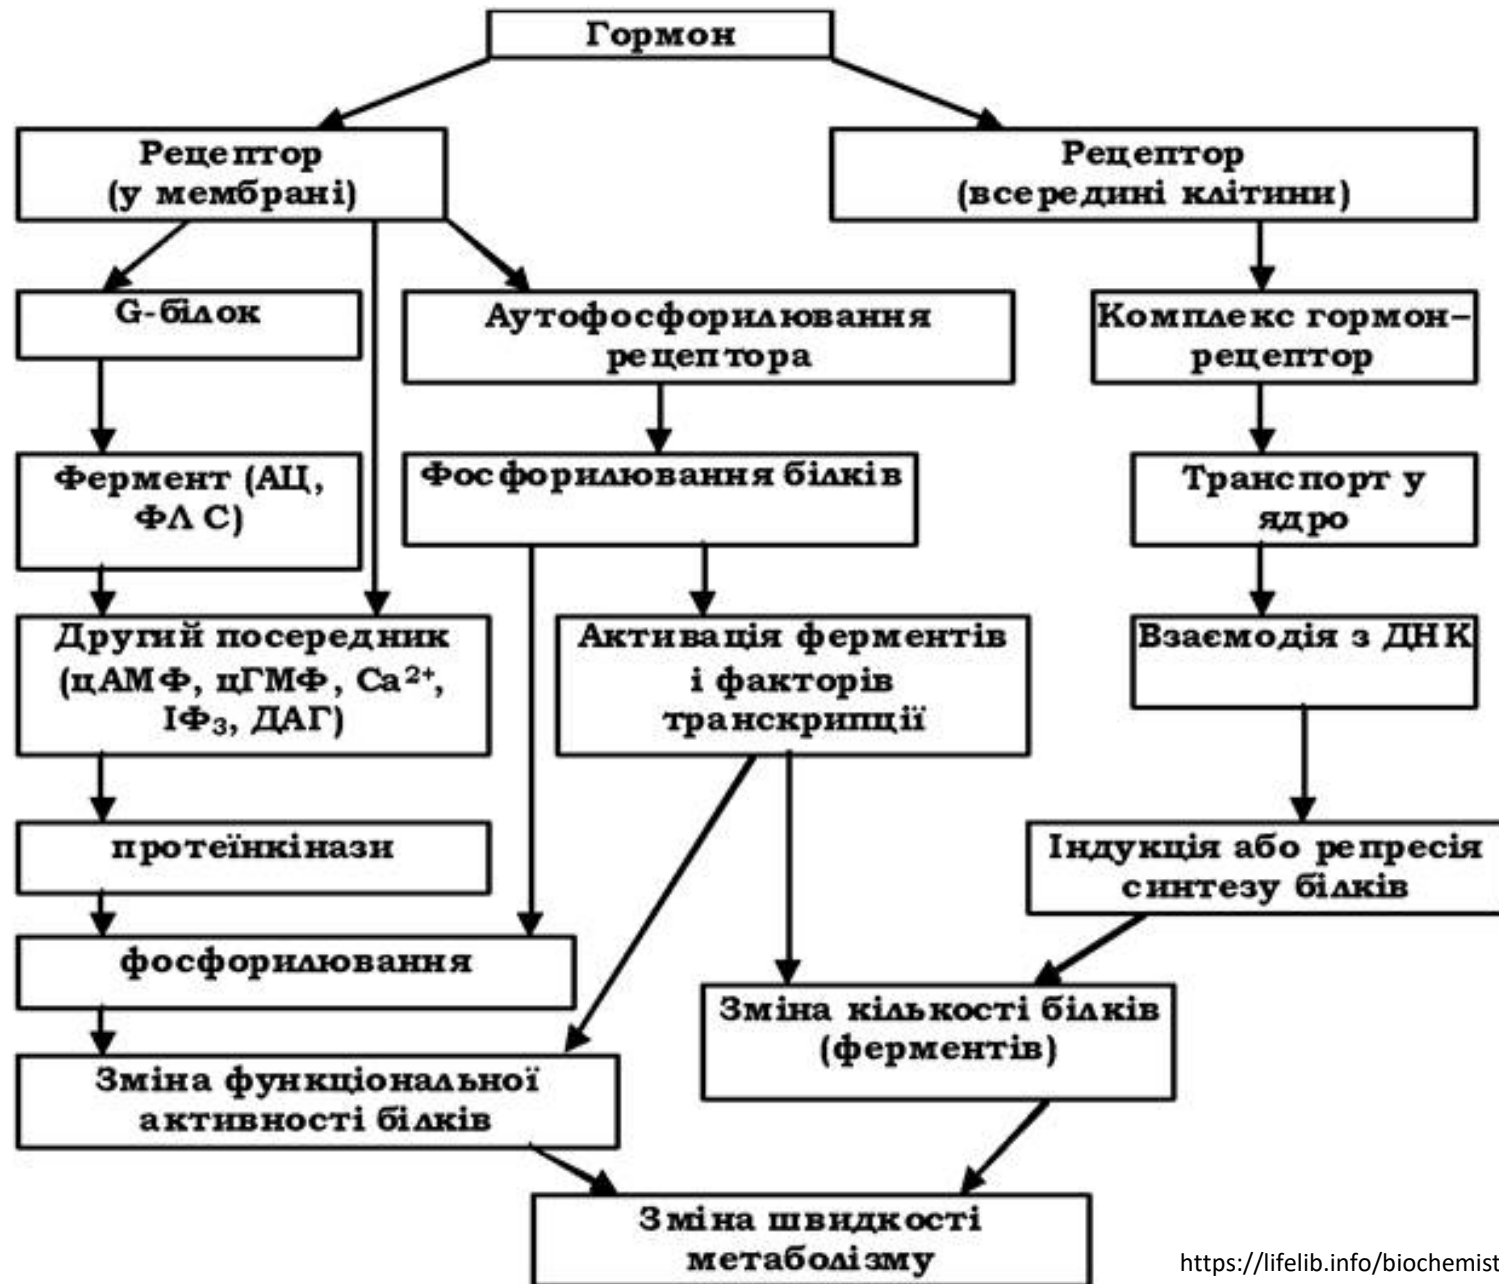 Гормон
Рецептор
(у мембрані)
Рецептор
(всередині клітини)
G-білок
Аутофосфорилювання
рецептора
Комплекс гормон–
рецептор
Фермент (АЦ,
ФЛ С)
Фосфорилювання білків
Транспорт у
ядро
Другий посередник
(цАМФ, цГМФ, Ca²⁺,
ІФ₃, ДАГ)
Активація ферментів
і факторів
транскрипції
Взаємодія з ДНК
протеїнкінази
Індукція або репресія
синтезу білків
фосфорилювання
Зміна кількості білків
(ферментів)
Зміна функціональної
активності білків
Зміна швидкості
метаболізму
https://lifelib.info/biochemist